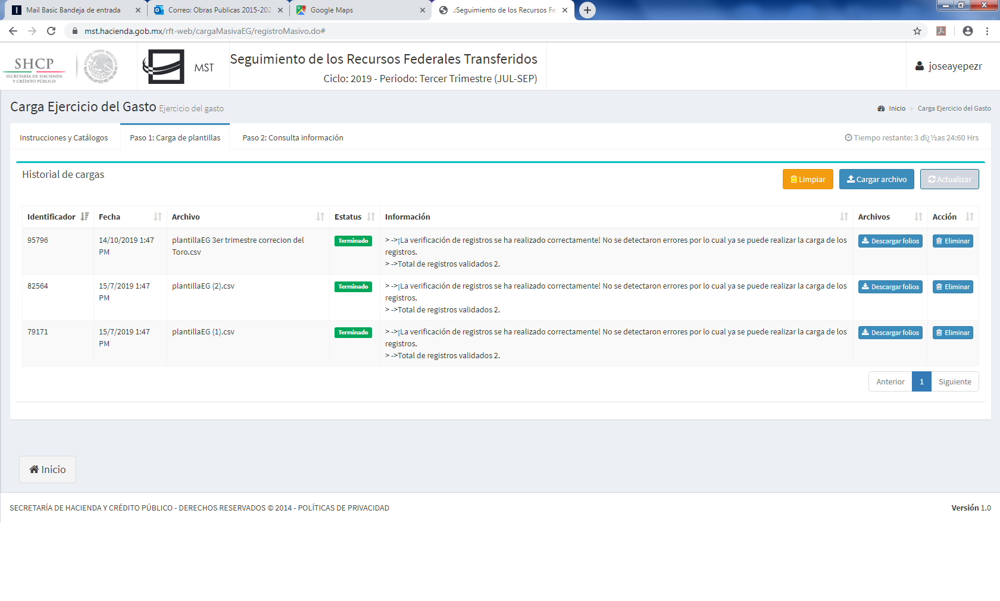 Mail Basic Bandeja de entrada
Correo: Obras Publicas 2015-202
Google Maps
.:Seguimiento de los Recursos Fe
mst.hacienda.gob.mx/rft-web/cargaMasivaEG/registroMasivo.do#
SHCP
SECRETARÍA DE HACIENDA
Y CRÉDITO PÚBLICO
ESTADOS UNIDOS MEXICANOS
MST
Seguimiento de los Recursos Federales Transferidos
Ciclo: 2019 - Periodo: Tercer Trimestre (JUL-SEP)
joseayepezr
Carga Ejercicio del Gasto Ejercicio del gasto
Inicio > Carga Ejercicio del Gasto
Instrucciones y Catálogos
Paso 1: Carga de plantillas
Paso 2: Consulta información
Tiempo restante: 3 dï¿½as 24:60 Hrs
Historial de cargas
Limpiar
Cargar archivo
Actualizar
Identificador Fecha Archivo Estatus Información Archivos Acción
95796
14/10/2019 1:47
PM
plantillaEG 3er trimestre correcion del
Toro.csv
Terminado
> ->¡La verificación de registros se ha realizado correctamente! No se detectaron errores por lo cual ya se puede realizar la carga de los
registros.
> ->Total de registros validados 2.
Descargar folios
Eliminar
82564
15/7/2019 1:47
PM
plantillaEG (2).csv
Terminado
> ->¡La verificación de registros se ha realizado correctamente! No se detectaron errores por lo cual ya se puede realizar la carga de los
registros.
> ->Total de registros validados 2.
Descargar folios
Eliminar
79171
15/7/2019 1:47
PM
plantillaEG (1).csv
Terminado
> ->¡La verificación de registros se ha realizado correctamente! No se detectaron errores por lo cual ya se puede realizar la carga de los
registros.
> ->Total de registros validados 2.
Descargar folios
Eliminar
Anterior 1 Siguiente
Inicio
SECRETARÍA DE HACIENDA Y CRÉDITO PÚBLICO - DERECHOS RESERVADOS © 2014 - POLÍTICAS DE PRIVACIDAD
Versión 1.0